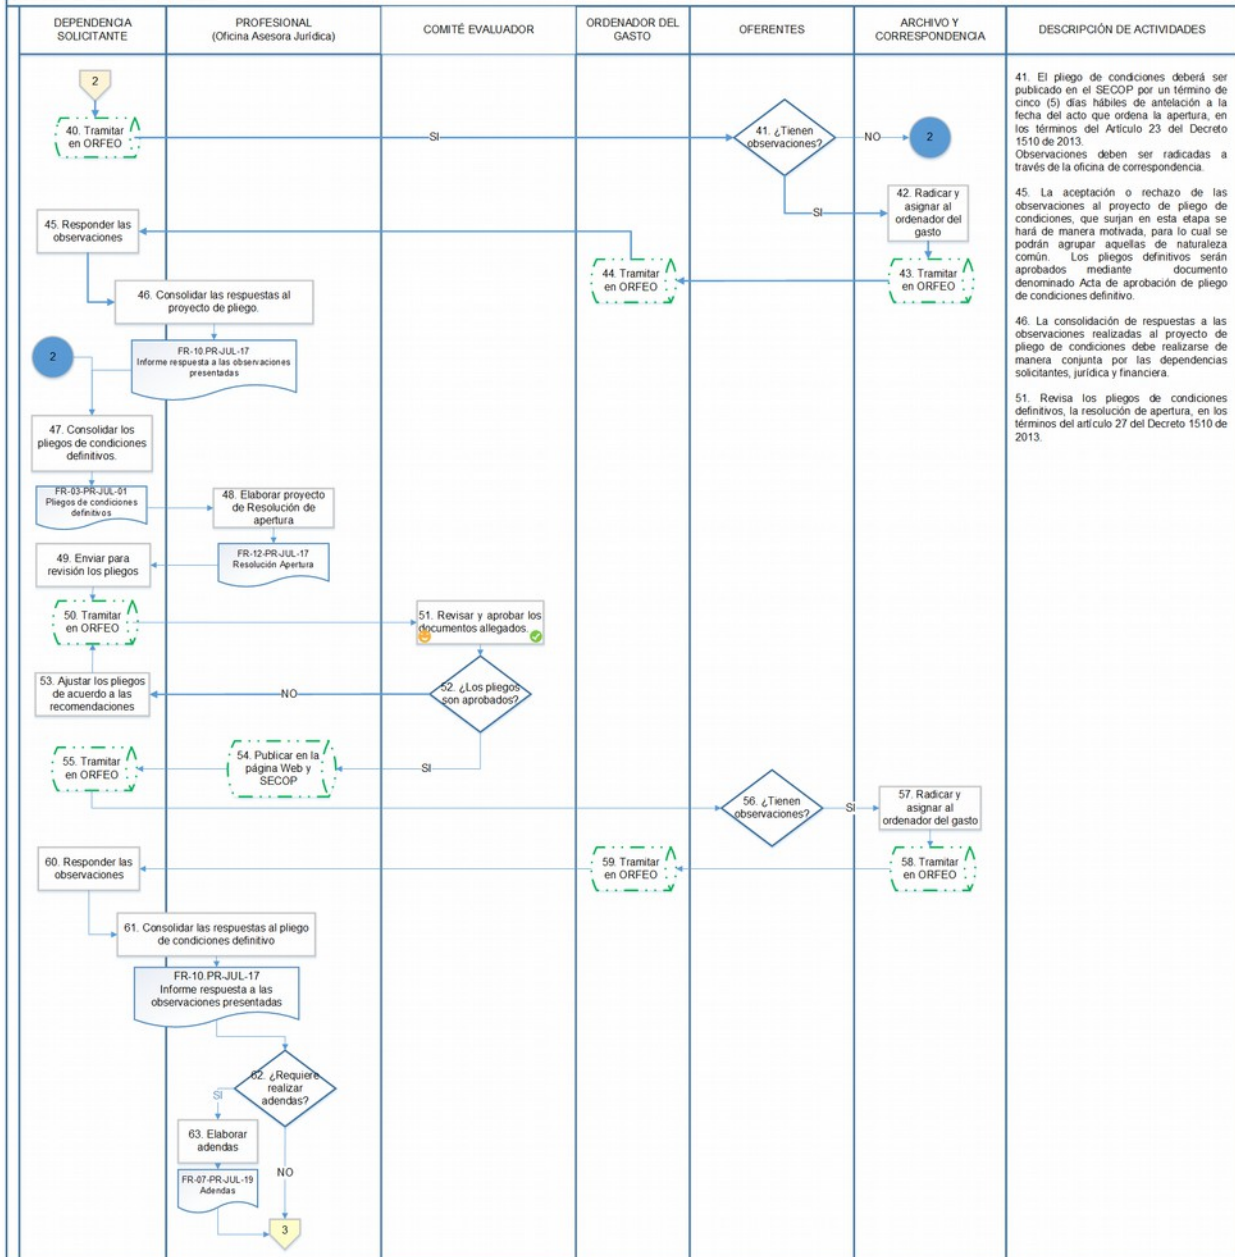 DEPENDENCIA
SOLICITANTE
PROFESIONAL
(Oficina Asesora Jurídica)
COMITÉ EVALUADOR
ORDENADOR DEL
GASTO
OFERENTES
ARCHIVO Y
CORRESPONDENCIA
DESCRIPCIÓN DE ACTIVIDADES
2
40. Tramitar
en ORFEO
SI
41. ¿Tienen
observaciones?
NO
2
SI
42. Radicar y
asignar al
ordenador del
gasto
43. Tramitar
en ORFEO
44. Tramitar
en ORFEO
45. Responder las
observaciones
46. Consolidar las respuestas al
proyecto de pliego.
FR-10.PR-JUL-17
Informe respuesta a las observaciones
presentadas
2
47. Consolidar los
pliegos de condiciones
definitivos.
FR-03-PR-JUL-01
Pliegos de condiciones
definitivos
48. Elaborar proyecto
de Resolución de
apertura
FR-12-PR-JUL-17
Resolución Apertura
49. Enviar para
revisión los pliegos
50. Tramitar
en ORFEO
51. Revisar y aprobar los
documentos allegados.
52. ¿Los pliegos
son aprobados?
NO
53. Ajustar los pliegos
de acuerdo a las
recomendaciones
SI
54. Publicar en la
página Web y
SECOP
55. Tramitar
en ORFEO
56. ¿Tienen
observaciones?
SI
57. Radicar y
asignar al
ordenador del gasto
58. Tramitar
en ORFEO
59. Tramitar
en ORFEO
60. Responder las
observaciones
61. Consolidar las respuestas al pliego
de condiciones definitivo
FR-10.PR-JUL-17
Informe respuesta a las
observaciones presentadas
62. ¿Requiere
realizar
adendas?
SI
63. Elaborar
adendas
FR-07-PR-JUL-19
Adendas
NO
3
41. El pliego de condiciones deberá ser
publicado en el SECOP por un término de
cinco (5) días hábiles de antelación a la
fecha del acto que ordena la apertura, en
los términos del Artículo 23 del Decreto
1510 de 2013.
Observaciones deben ser radicadas a
través de la oficina de correspondencia.
45. La aceptación o rechazo de las
observaciones al proyecto de pliego de
condiciones, que surjan en esta etapa se
hará de manera motivada, para lo cual se
podrán agrupar aquellas de naturaleza
común. Los pliegos definitivos serán
aprobados mediante documento
denominado Acta de aprobación de pliego
de condiciones definitivo.
46. La consolidación de respuestas a las
observaciones realizadas al proyecto de
pliego de condiciones debe realizarse de
manera conjunta por las dependencias
solicitantes, jurídica y financiera.
51. Revisa los pliegos de condiciones
definitivos, la resolución de apertura, en los
términos del artículo 27 del Decreto 1510 de
2013.